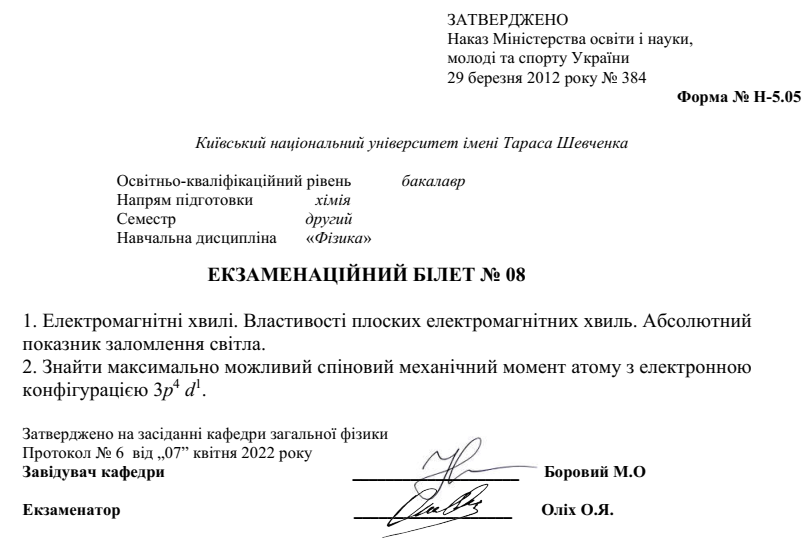 ЗАТВЕРДЖЕНО
Наказ Міністерства освіти і науки,
молоді та спорту України
29 березня 2012 року № 384
Форма № Н-5.05
Київський національний університет імені Тараса Шевченка
Освітньо-кваліфікаційний рівень бакалавр
Напрям підготовки хімія
Семестр другий
Навчальна дисципліна «Фізика»
ЕКЗАМЕНАЦІЙНИЙ БІЛЕТ № 08
1. Електромагнітні хвилі. Властивості плоских електромагнітних хвиль. Абсолютний
показник заломлення світла.
2. Знайти максимально можливий спіновий механічний момент атому з електронною
конфігурацією 3p⁴ d¹.
Затверджено на засіданні кафедри загальної фізики
Протокол № 6 від „07” квітня 2022 року
Завідувач кафедри Боровий М.О
Екзаменатор Оліх О.Я.